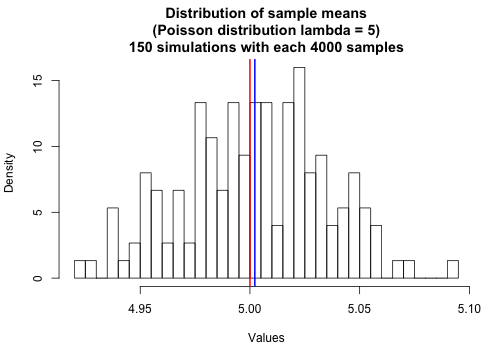 Distribution of sample means
(Poisson distribution lambda = 5)
150 simulations with each 4000 samples
15
10
5
0
Density
4.95 5.00 5.05 5.10
Values